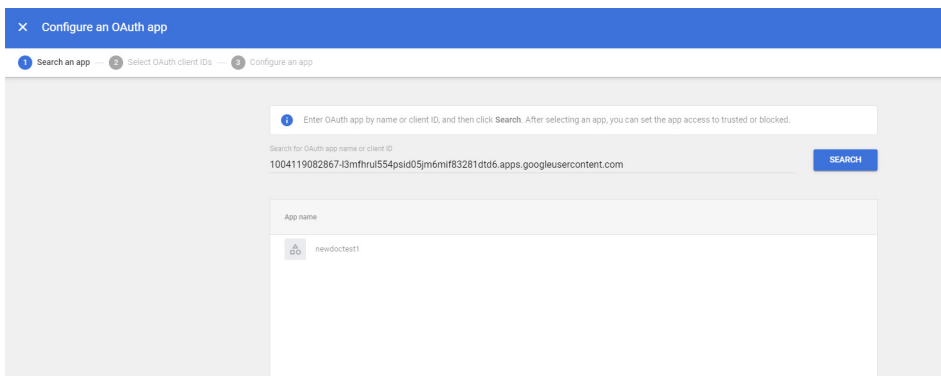 Configure an OAuth app
1 Search an app — 2 Select OAuth client IDs — 3 Configure an app
Enter OAuth app by name or client ID, and then click Search. After selecting an app, you can set the app access to trusted or blocked.
Search for OAuth app name or client ID
1004119082867-l3mfhrul554psid05jm6mif83281dtd6.apps.googleusercontent.com
SEARCH
App name
newdoctest1